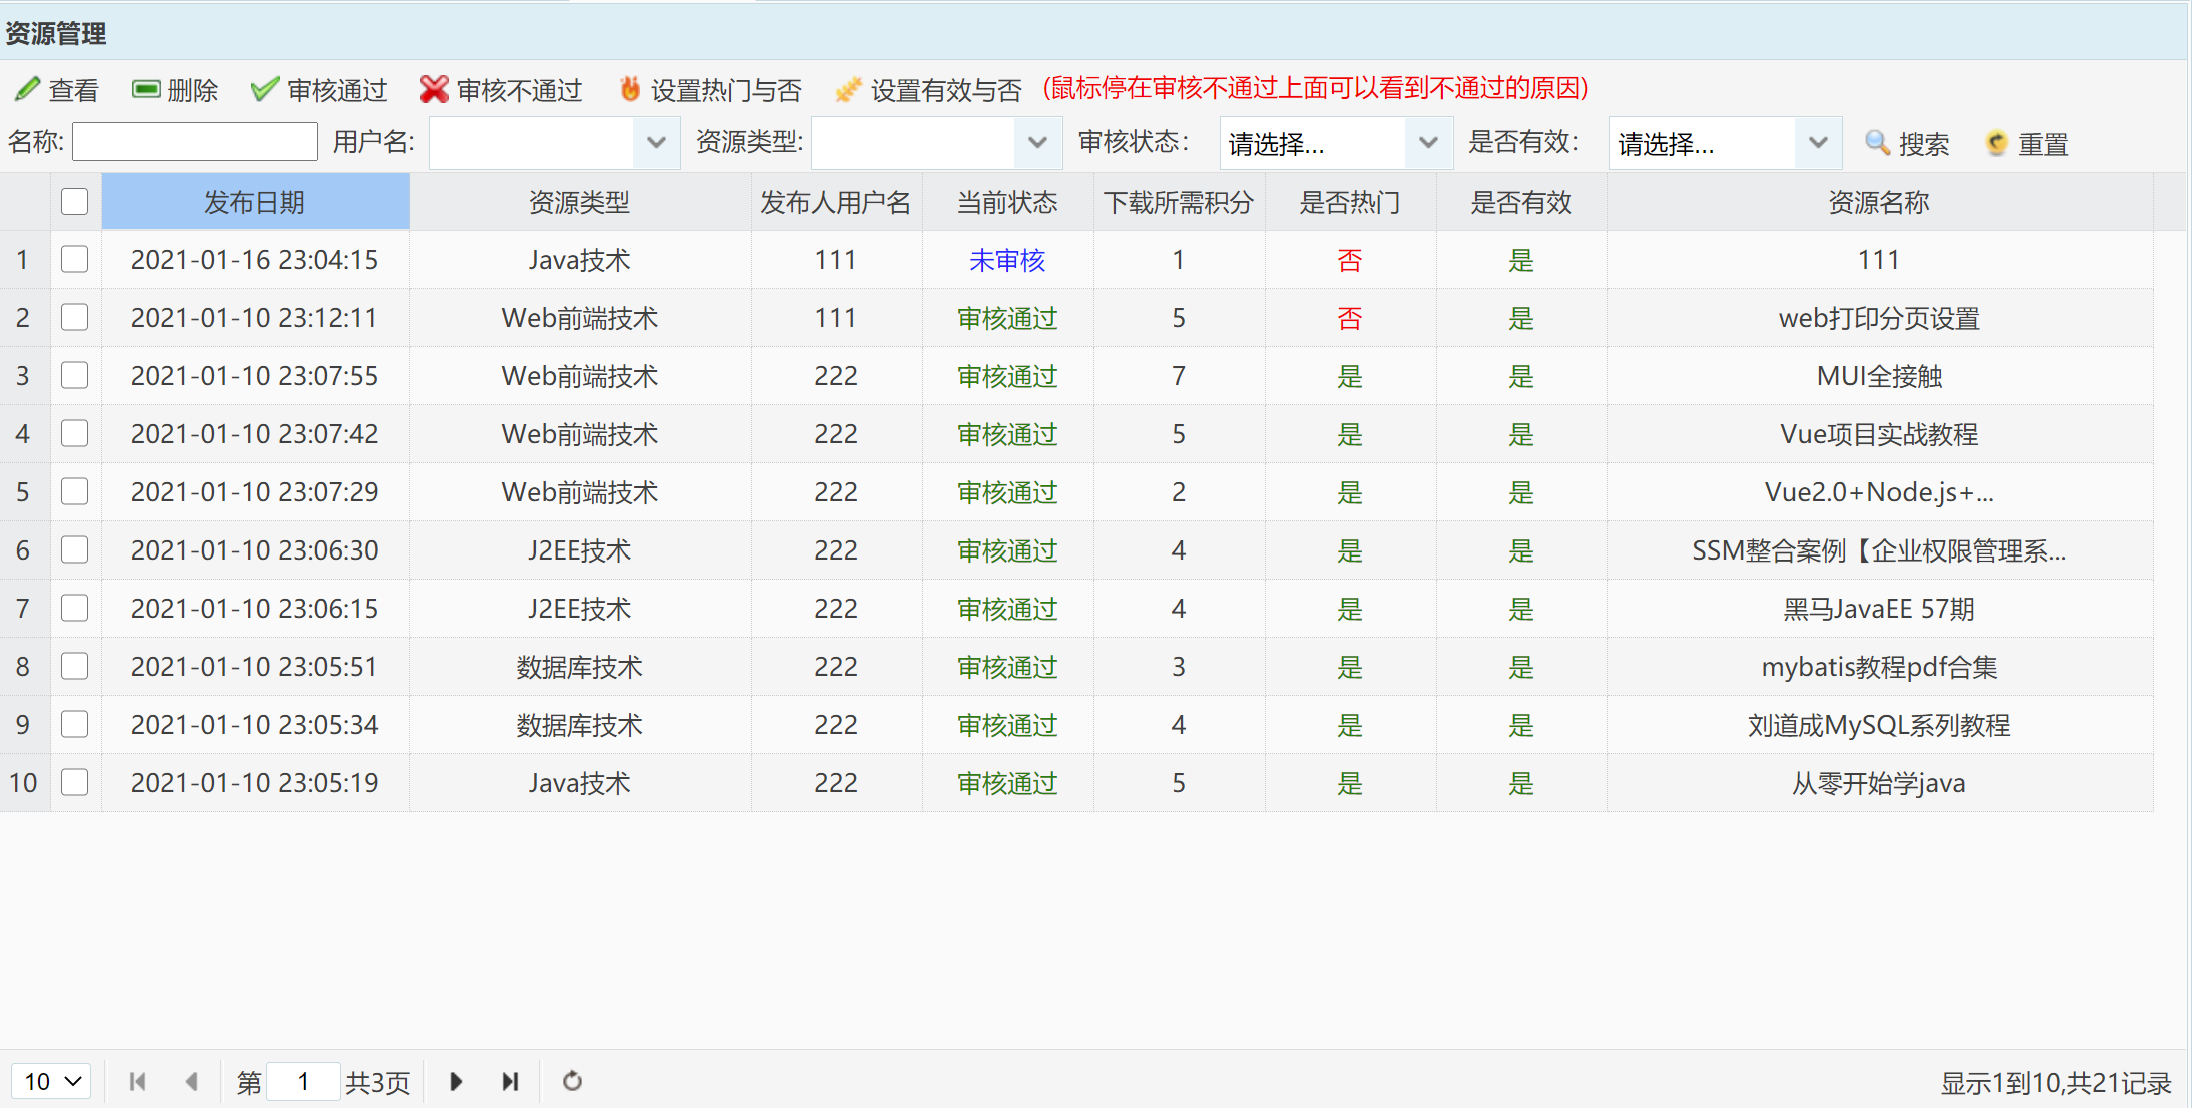 资源管理
查看 删除 审核通过 审核不通过 设置热门与否 设置有效与否 (鼠标停在审核不通过上面可以看到不通过的原因)
名称: 用户名: 资源类型: 审核状态： 请选择... 是否有效： 请选择... 搜索 重置
发布日期 资源类型 发布人用户名 当前状态 下载所需积分 是否热门 是否有效 资源名称
1 2021-01-16 23:04:15 Java技术 111 未审核 1 否 是 111
2 2021-01-10 23:12:11 Web前端技术 111 审核通过 5 否 是 web打印分页设置
3 2021-01-10 23:07:55 Web前端技术 222 审核通过 7 是 是 MUI全接触
4 2021-01-10 23:07:42 Web前端技术 222 审核通过 5 是 是 Vue项目实战教程
5 2021-01-10 23:07:29 Web前端技术 222 审核通过 2 是 是 Vue2.0+Node.js+...
6 2021-01-10 23:06:30 J2EE技术 222 审核通过 4 是 是 SSM整合案例【企业权限管理系...
7 2021-01-10 23:06:15 J2EE技术 222 审核通过 4 是 是 黑马JavaEE 57期
8 2021-01-10 23:05:51 数据库技术 222 审核通过 3 是 是 mybatis教程pdf合集
9 2021-01-10 23:05:34 数据库技术 222 审核通过 4 是 是 刘道成MySQL系列教程
10 2021-01-10 23:05:19 Java技术 222 审核通过 5 是 是 从零开始学java
10 第 1 共3页 显示1到10,共21记录